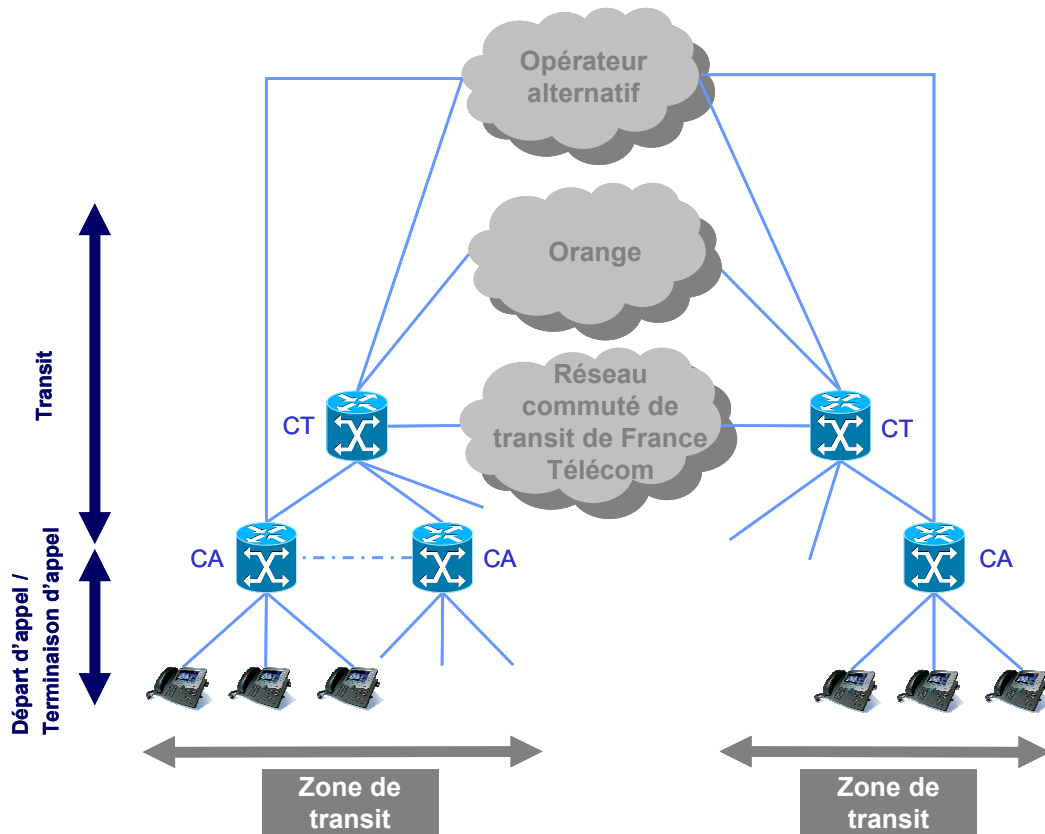 Opérateur
alternatif
Orange
Réseau
commuté de
transit de France
Télécom
CT
CT
CA
CA
CA
Transit
Départ d'appel /
Terminaison d'appel
Zone de
transit
Zone de
transit